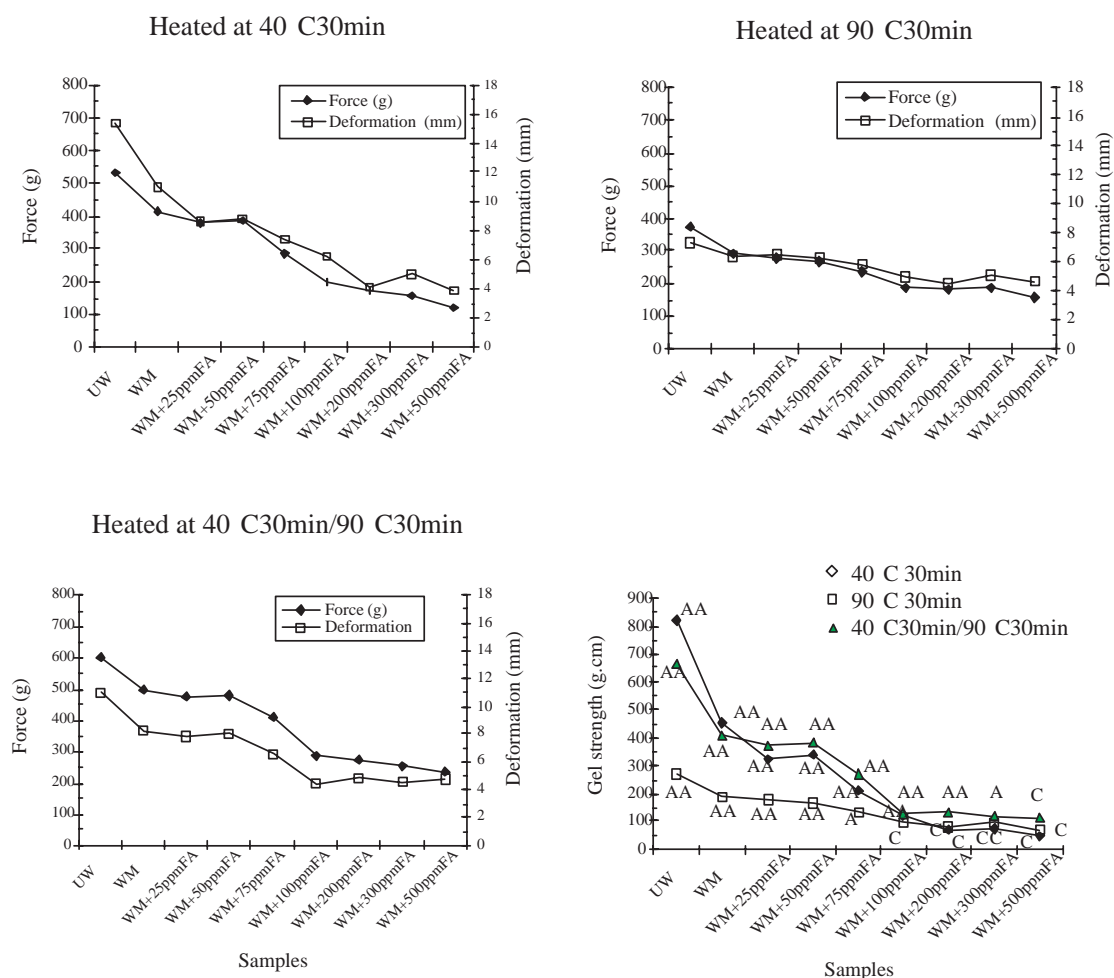 Heated at 40 C30min
Force (g)
Deformation (mm)
800
700
600
500
400
300
200
100
0
18
16
14
12
10
8
6
4
2
0
Force (g)
Deformation (mm)
UW
WM
WM+25ppmFA
WM+50ppmFA
WM+75ppmFA
WM+100ppmFA
WM+200ppmFA
WM+300ppmFA
WM+500ppmFA
Heated at 90 C30min
Force (g)
Deformation (mm)
800
700
600
500
400
300
200
100
0
18
16
14
12
10
8
6
4
2
0
Force (g)
Deformation (mm)
UW
WM
WM+25ppmFA
WM+50ppmFA
WM+75ppmFA
WM+100ppmFA
WM+200ppmFA
WM+300ppmFA
WM+500ppmFA
Heated at 40 C30min/90 C30min
Force (g)
Deformation
800
700
600
500
400
300
200
100
0
18
16
14
12
10
8
6
4
2
0
Force (g)
Deformation (mm)
UW
WM
WM+25ppmFA
WM+50ppmFA
WM+75ppmFA
WM+100ppmFA
WM+200ppmFA
WM+300ppmFA
WM+500ppmFA
Samples
40 C 30min
90 C 30min
40 C30min/90 C30min
900
800
700
600
500
400
300
200
100
0
Gel strength (g.cm)
AA
AA
AA
AA
AA
AA
AA
AA
AA
AA
AA
AA
AA
AA
A
AA
C
AA
C
C
A
CC
C
C
C
UW
WM
WM+25ppmFA
WM+50ppmFA
WM+75ppmFA
WM+100ppmFA
WM+200ppmFA
WM+300ppmFA
WM+500ppmFA
Samples